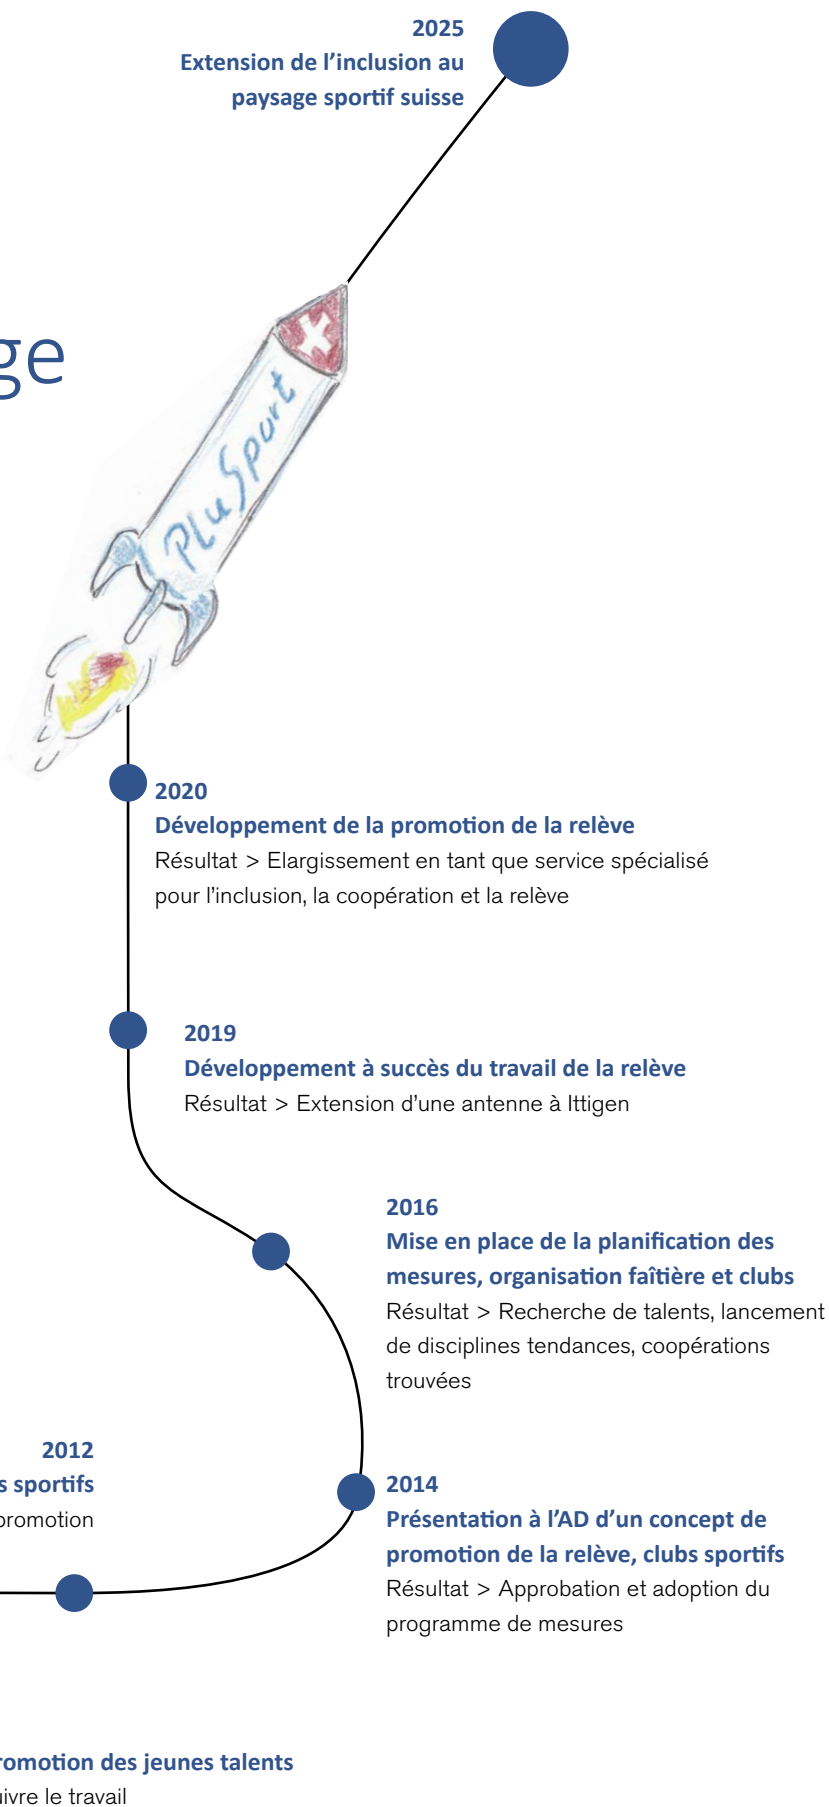 2025
Extension de l’inclusion au
paysage sportif suisse
ge
PluSport
2020
Développement de la promotion de la relève
Résultat > Elargissement en tant que service spécialisé
pour l’inclusion, la coopération et la relève
2019
Développement à succès du travail de la relève
Résultat > Extension d’une antenne à Ittigen
2016
Mise en place de la planification des
mesures, organisation faîtière et clubs
Résultat > Recherche de talents, lancement
de disciplines tendances, coopérations
trouvées
2012
s sportifs
promotion
2014
Présentation à l’AD d’un concept de
promotion de la relève, clubs sportifs
Résultat > Approbation et adoption du
programme de mesures
romotion des jeunes talents
uivre le travail